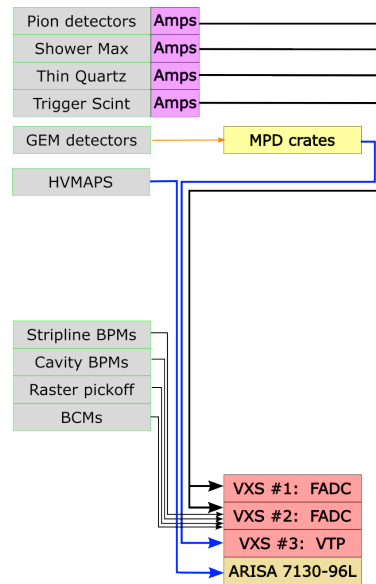 Pion detectors Amps
Shower Max Amps
Thin Quartz Amps
Trigger Scint Amps
GEM detectors MPD crates
HVMAPS
Stripline BPMs
Cavity BPMs
Raster pickoff
BCMs
VXS #1: FADC
VXS #2: FADC
VXS #3: VTP
ARISA 7130-96L